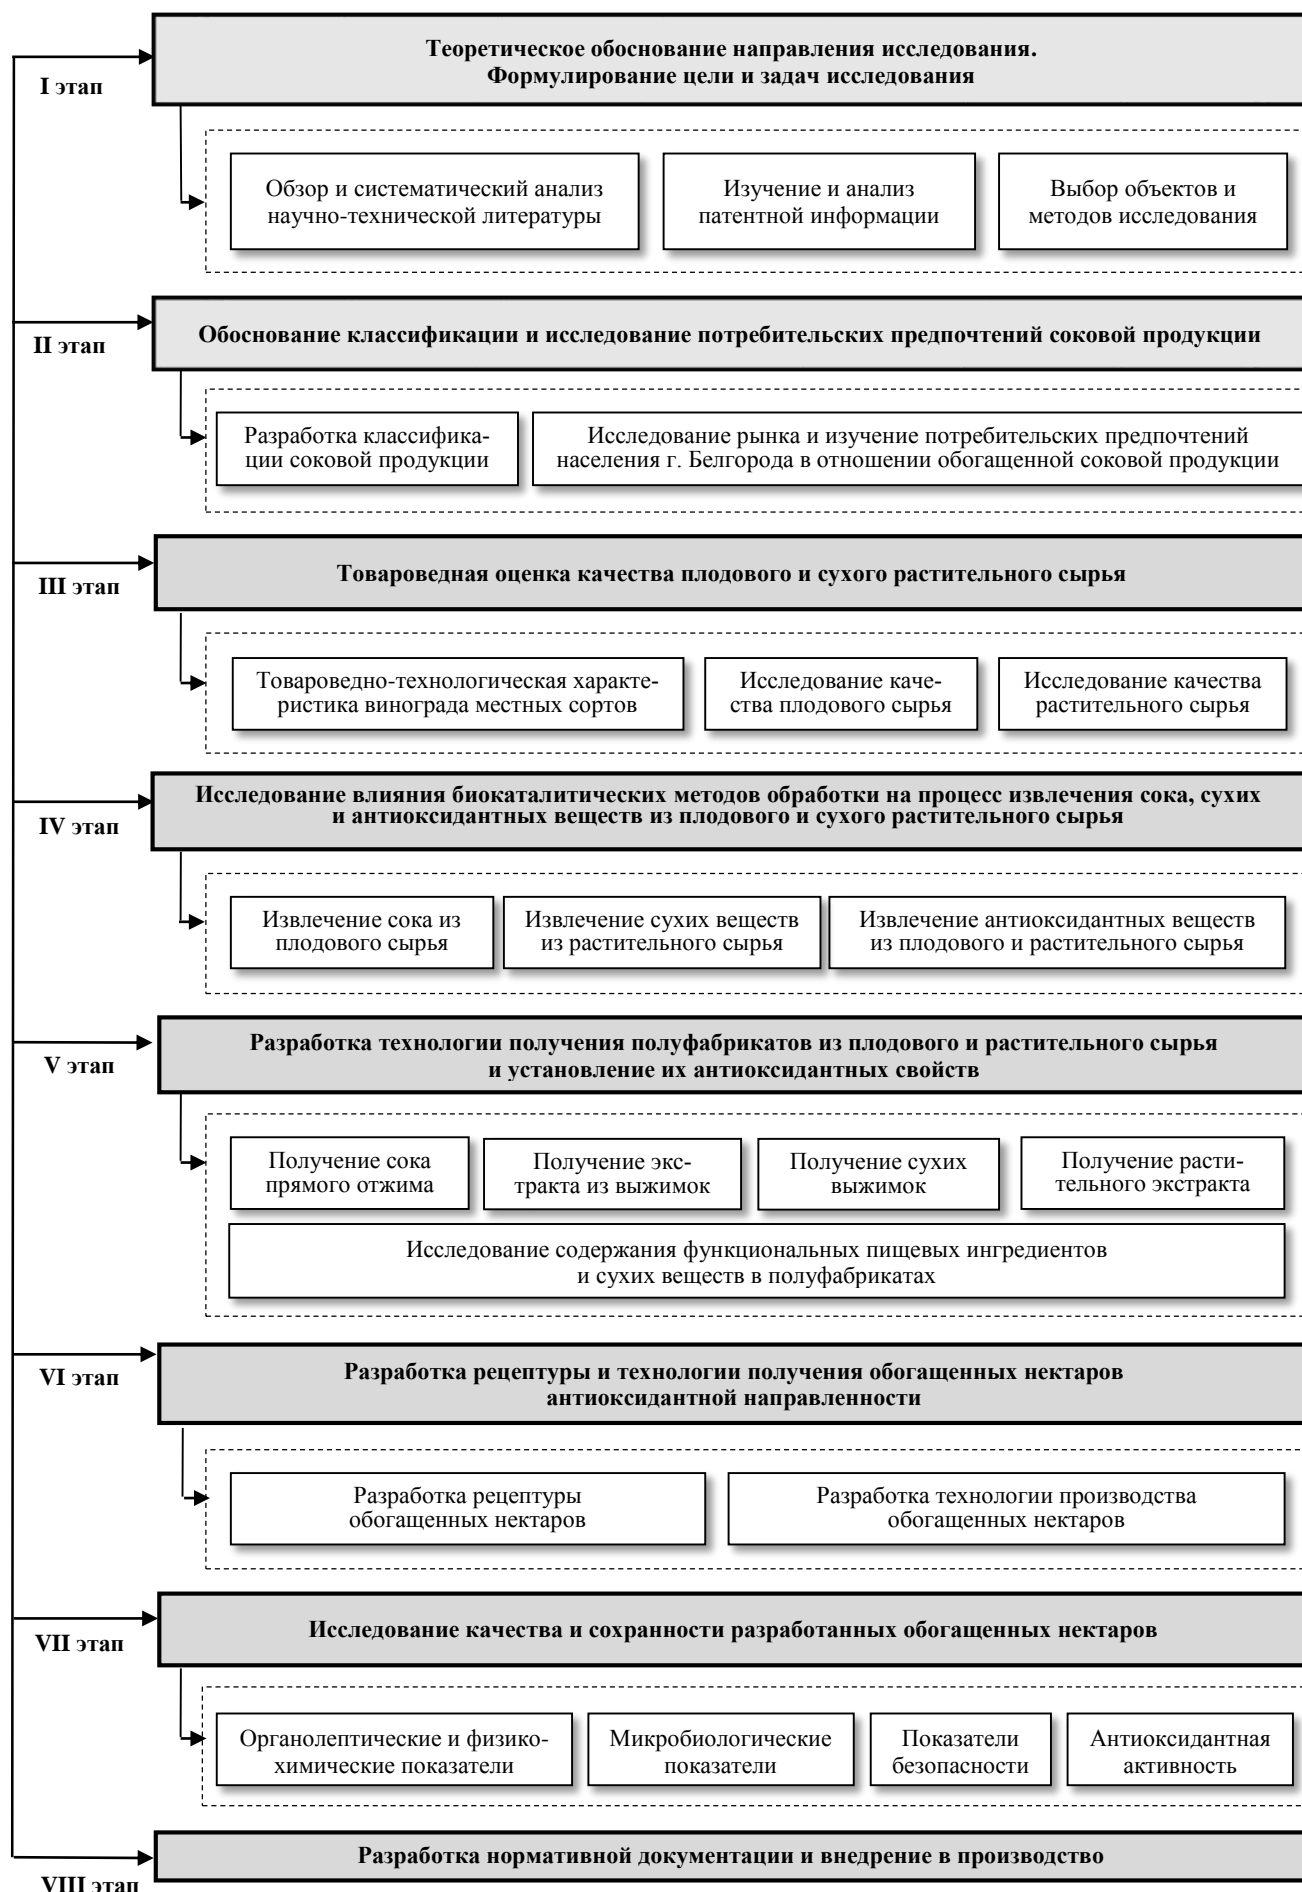 Теоретическое обоснование направления исследования.
Формулирование цели и задач исследования
I этап
Обзор и систематический анализ
научно-технической литературы
Изучение и анализ
патентной информации
Выбор объектов и
методов исследования
Обоснование классификации и исследование потребительских предпочтений соковой продукции
II этап
Разработка классифика-
ции соковой продукции
Исследование рынка и изучение потребительских предпочтений
населения г. Белгорода в отношении обогащенной соковой продукции
Товароведная оценка качества плодового и сухого растительного сырья
III этап
Товароведно-технологическая характе-
ристика винограда местных сортов
Исследование каче-
ства плодового сырья
Исследование качества
растительного сырья
Исследование влияния биокаталитических методов обработки на процесс извлечения сока, сухих
и антиоксидантных веществ из плодового и сухого растительного сырья
IV этап
Извлечение сока из
плодового сырья
Извлечение сухих веществ
из растительного сырья
Извлечение антиоксидантных веществ
из плодового и растительного сырья
Разработка технологии получения полуфабрикатов из плодового и растительного сырья
и установление их антиоксидантных свойств
V этап
Получение сока
прямого отжима
Получение экс-
тракта из выжимок
Получение сухих
выжимок
Получение расти-
тельного экстракта
Исследование содержания функциональных пищевых ингредиентов
и сухих веществ в полуфабрикатах
Разработка рецептуры и технологии получения обогащенных нектаров
антиоксидантной направленности
VI этап
Разработка рецептуры
обогащенных нектаров
Разработка технологии производства
обогащенных нектаров
Исследование качества и сохранности разработанных обогащенных нектаров
VII этап
Органолептические и физико-
химические показатели
Микробиологические
показатели
Показатели
безопасности
Антиоксидантная
активность
Разработка нормативной документации и внедрение в производство
VIII этап